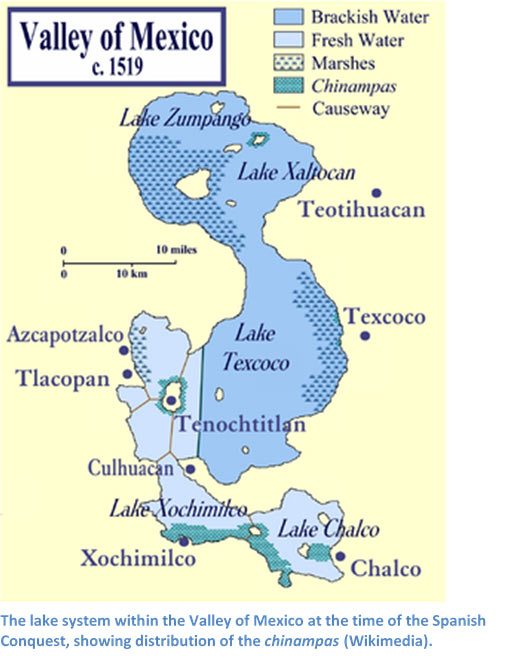 Valley of Mexico
c. 1519
Brackish Water
Fresh Water
Marshes
Chinampas
Causeway
Lake Zumpango
Lake Xaltocan
Teotihuacan
0 10 miles
0 10 km
Azcapotzalco
Texcoco
Lake
Texcoco
Tlacopan
Tenochtitlan
Culhuacan
Lake Xochimilco
Lake Chalco
Xochimilco
Chalco
The lake system within the Valley of Mexico at the time of the Spanish
Conquest, showing distribution of the chinampas (Wikimedia).